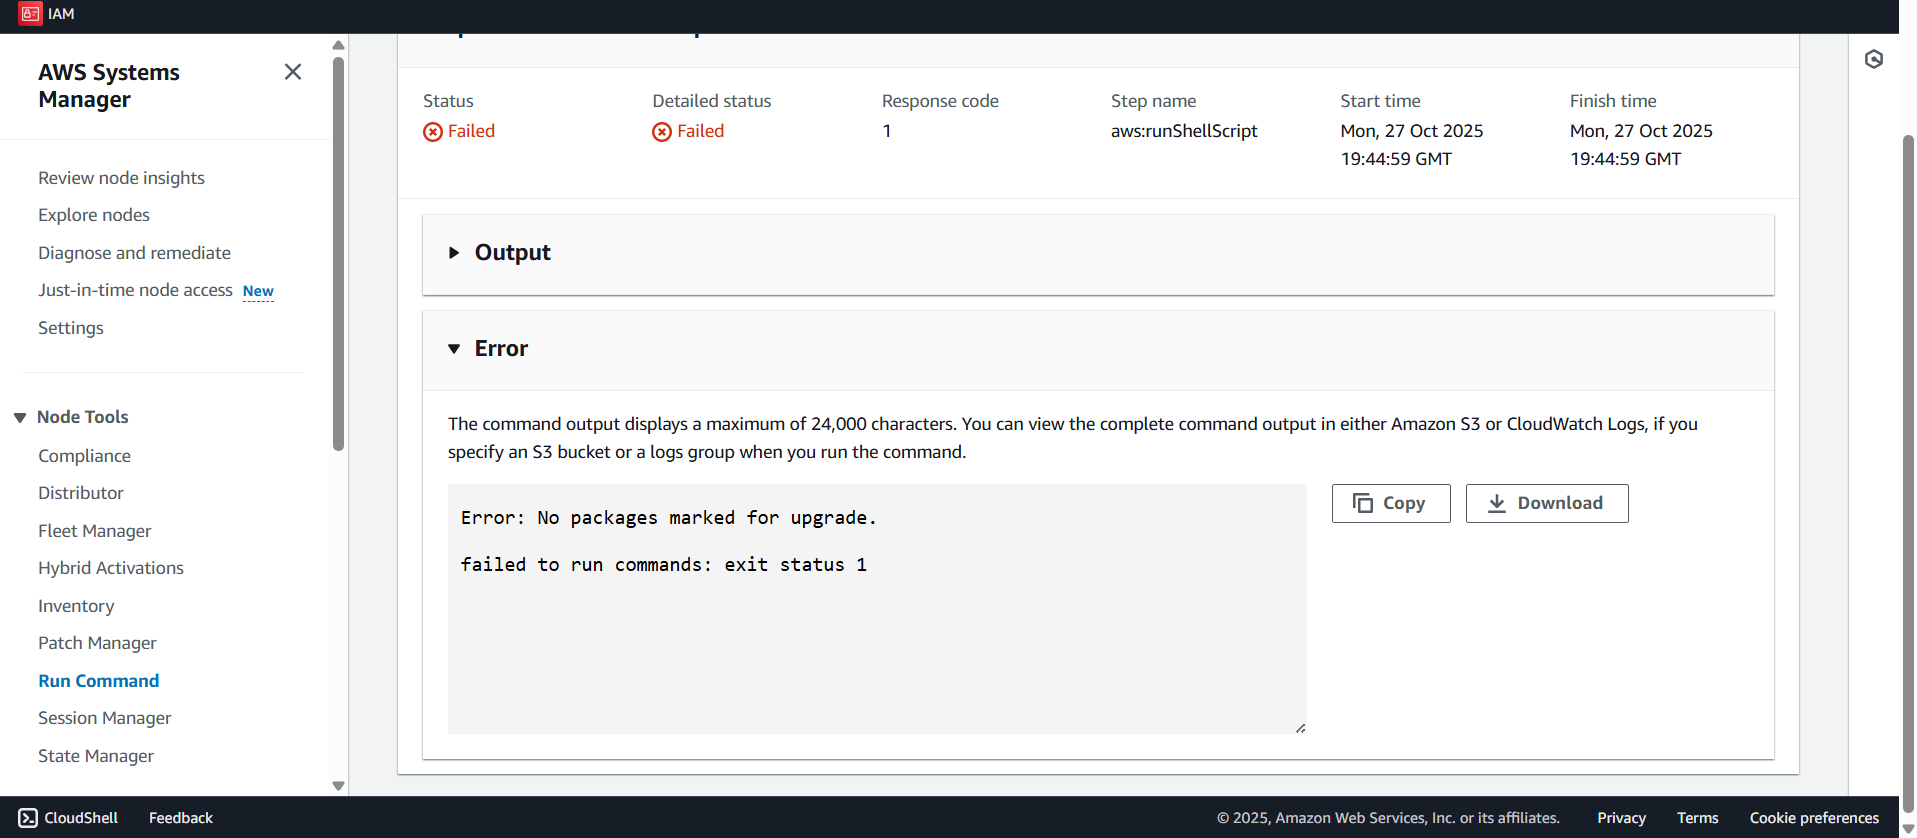 IAM
AWS Systems
Manager
Review node insights
Explore nodes
Diagnose and remediate
Just-in-time node access New
Settings
Node Tools
Compliance
Distributor
Fleet Manager
Hybrid Activations
Inventory
Patch Manager
Run Command
Session Manager
State Manager
Status
Failed
Detailed status
Failed
Response code
1
Step name
aws:runShellScript
Start time
Mon, 27 Oct 2025
19:44:59 GMT
Finish time
Mon, 27 Oct 2025
19:44:59 GMT
Output
Error
The command output displays a maximum of 24,000 characters. You can view the complete command output in either Amazon S3 or CloudWatch Logs, if you
specify an S3 bucket or a logs group when you run the command.
Error: No packages marked for upgrade.
failed to run commands: exit status 1
Copy
Download
CloudShell
Feedback
© 2025, Amazon Web Services, Inc. or its affiliates.
Privacy
Terms
Cookie preferences